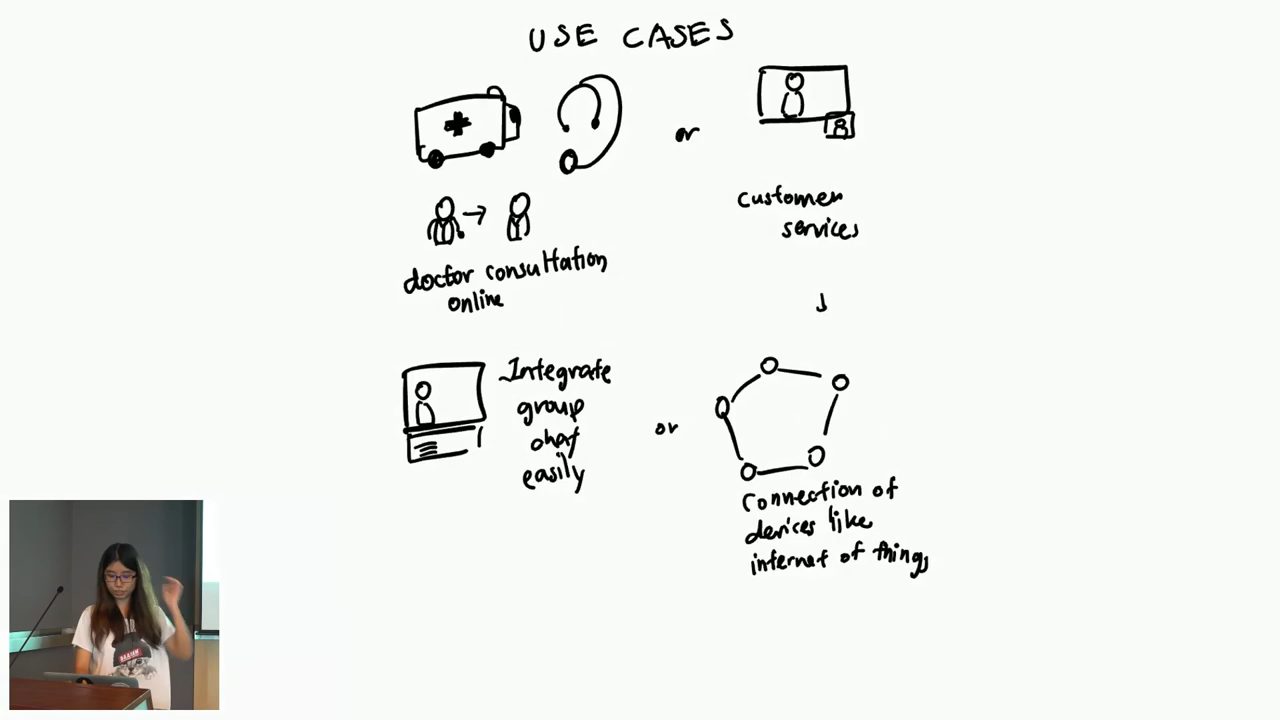 USE CASES
or
customer
services
doctor consultation
online
Integrate
group
chat
easily
or
connection of
devices like
internet of things